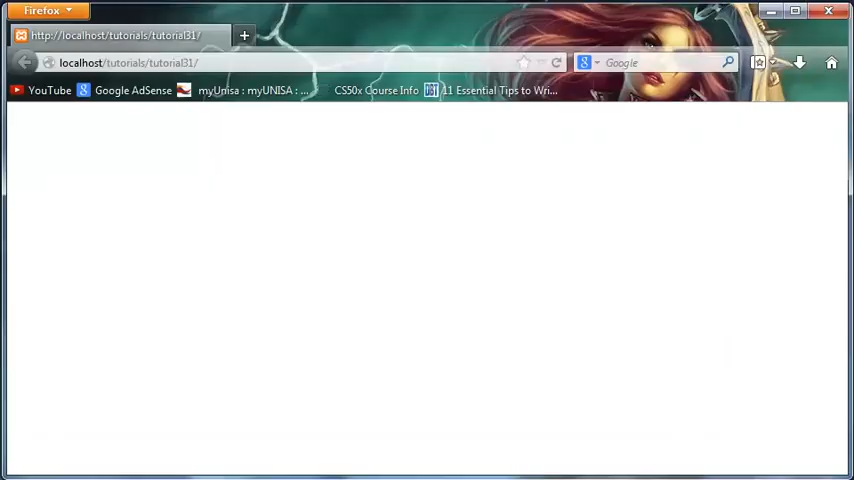 Firefox
http://localhost/tutorials/tutorial31/
localhost/tutorials/tutorial31/
Google
YouTube Google AdSense myUnisa : myUNISA : ... CS50x Course Info 11 Essential Tips to Wri...